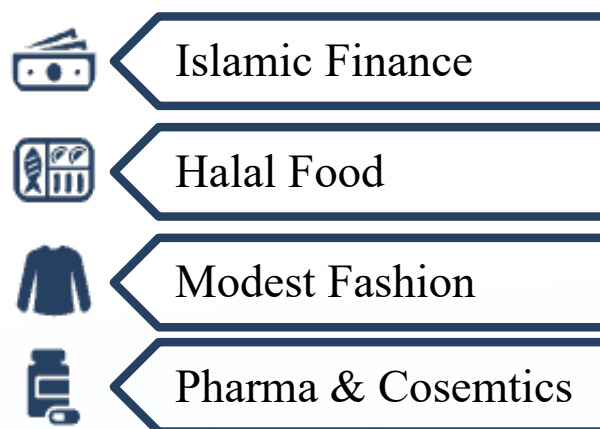 Islamic Finance
Halal Food
Modest Fashion
Pharma & Cosemtics